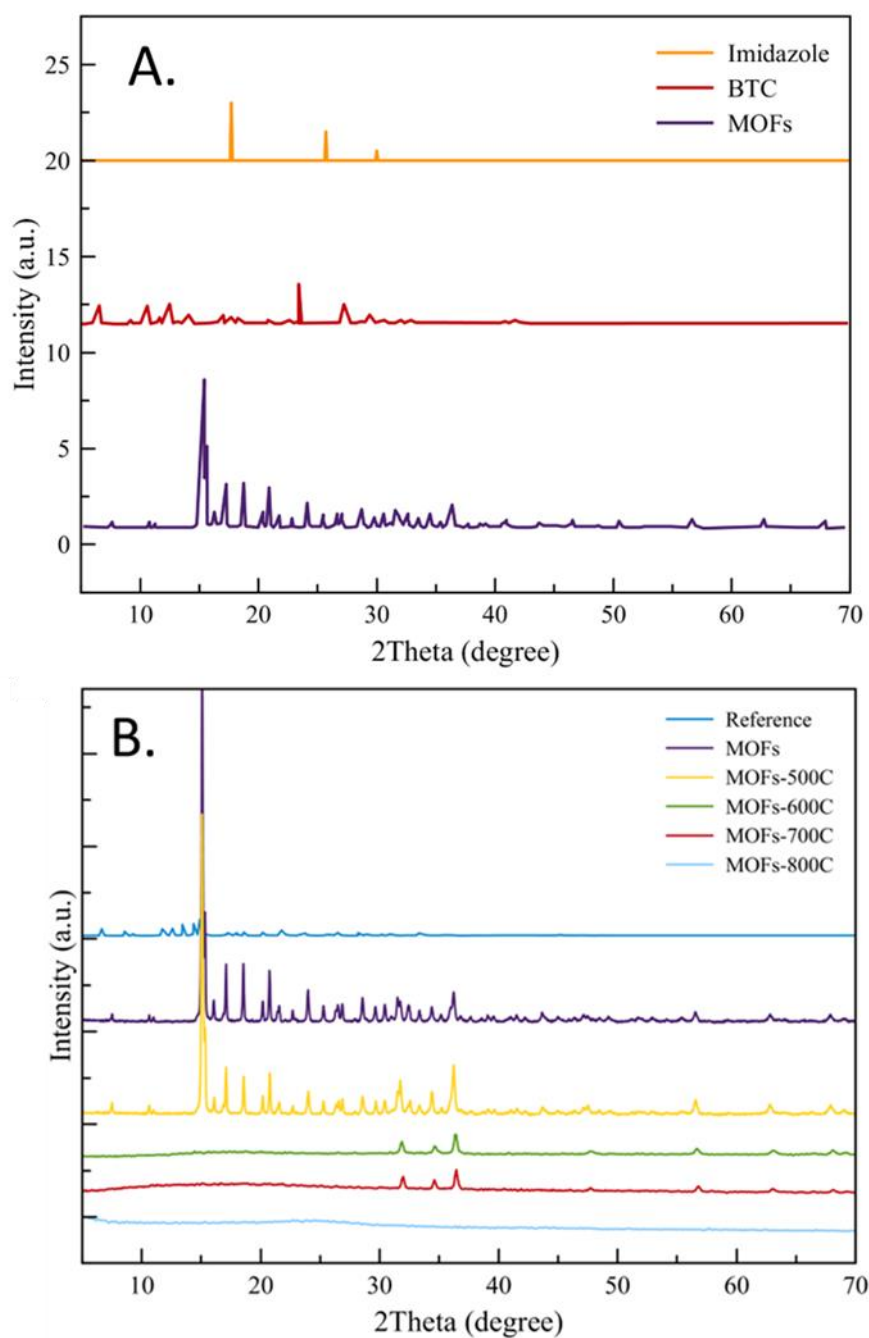 A.
Imidazole
BTC
MOFs
25
20
15
10
5
0
Intensity (a.u.)
10 20 30 40 50 60 70
2Theta (degree)
B.
Reference
MOFs
MOFs-500C
MOFs-600C
MOFs-700C
MOFs-800C
Intensity (a.u.)
10 20 30 40 50 60 70
2Theta (degree)